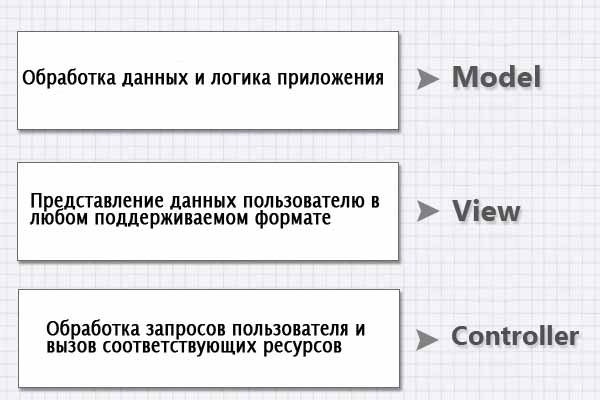 Обработка данных и логика приложения
Model
Представление данных пользователю в
любом поддерживаемом формате
View
Обработка запросов пользователя и
вызов соответствующих ресурсов
Controller